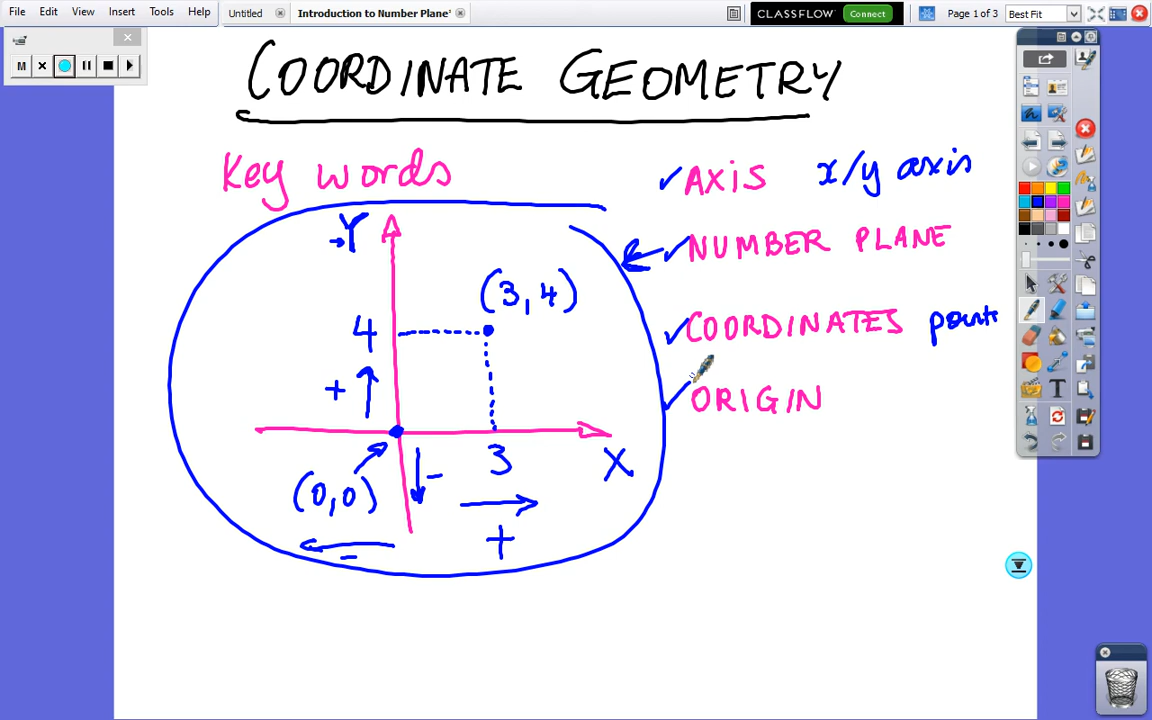 File Edit View Insert Tools Help
Untitled
Introduction to Number Plane*
CLASSFLOW Connect
Page 1 of 3
Best Fit
M
COORDINATE GEOMETRY
Key words
✓ AXIS x/y axis
✓ NUMBER PLANE
✓ COORDINATES points
✓ ORIGIN
Y
(3,4)
4
+
3
X
(0,0)
−
+
−
T